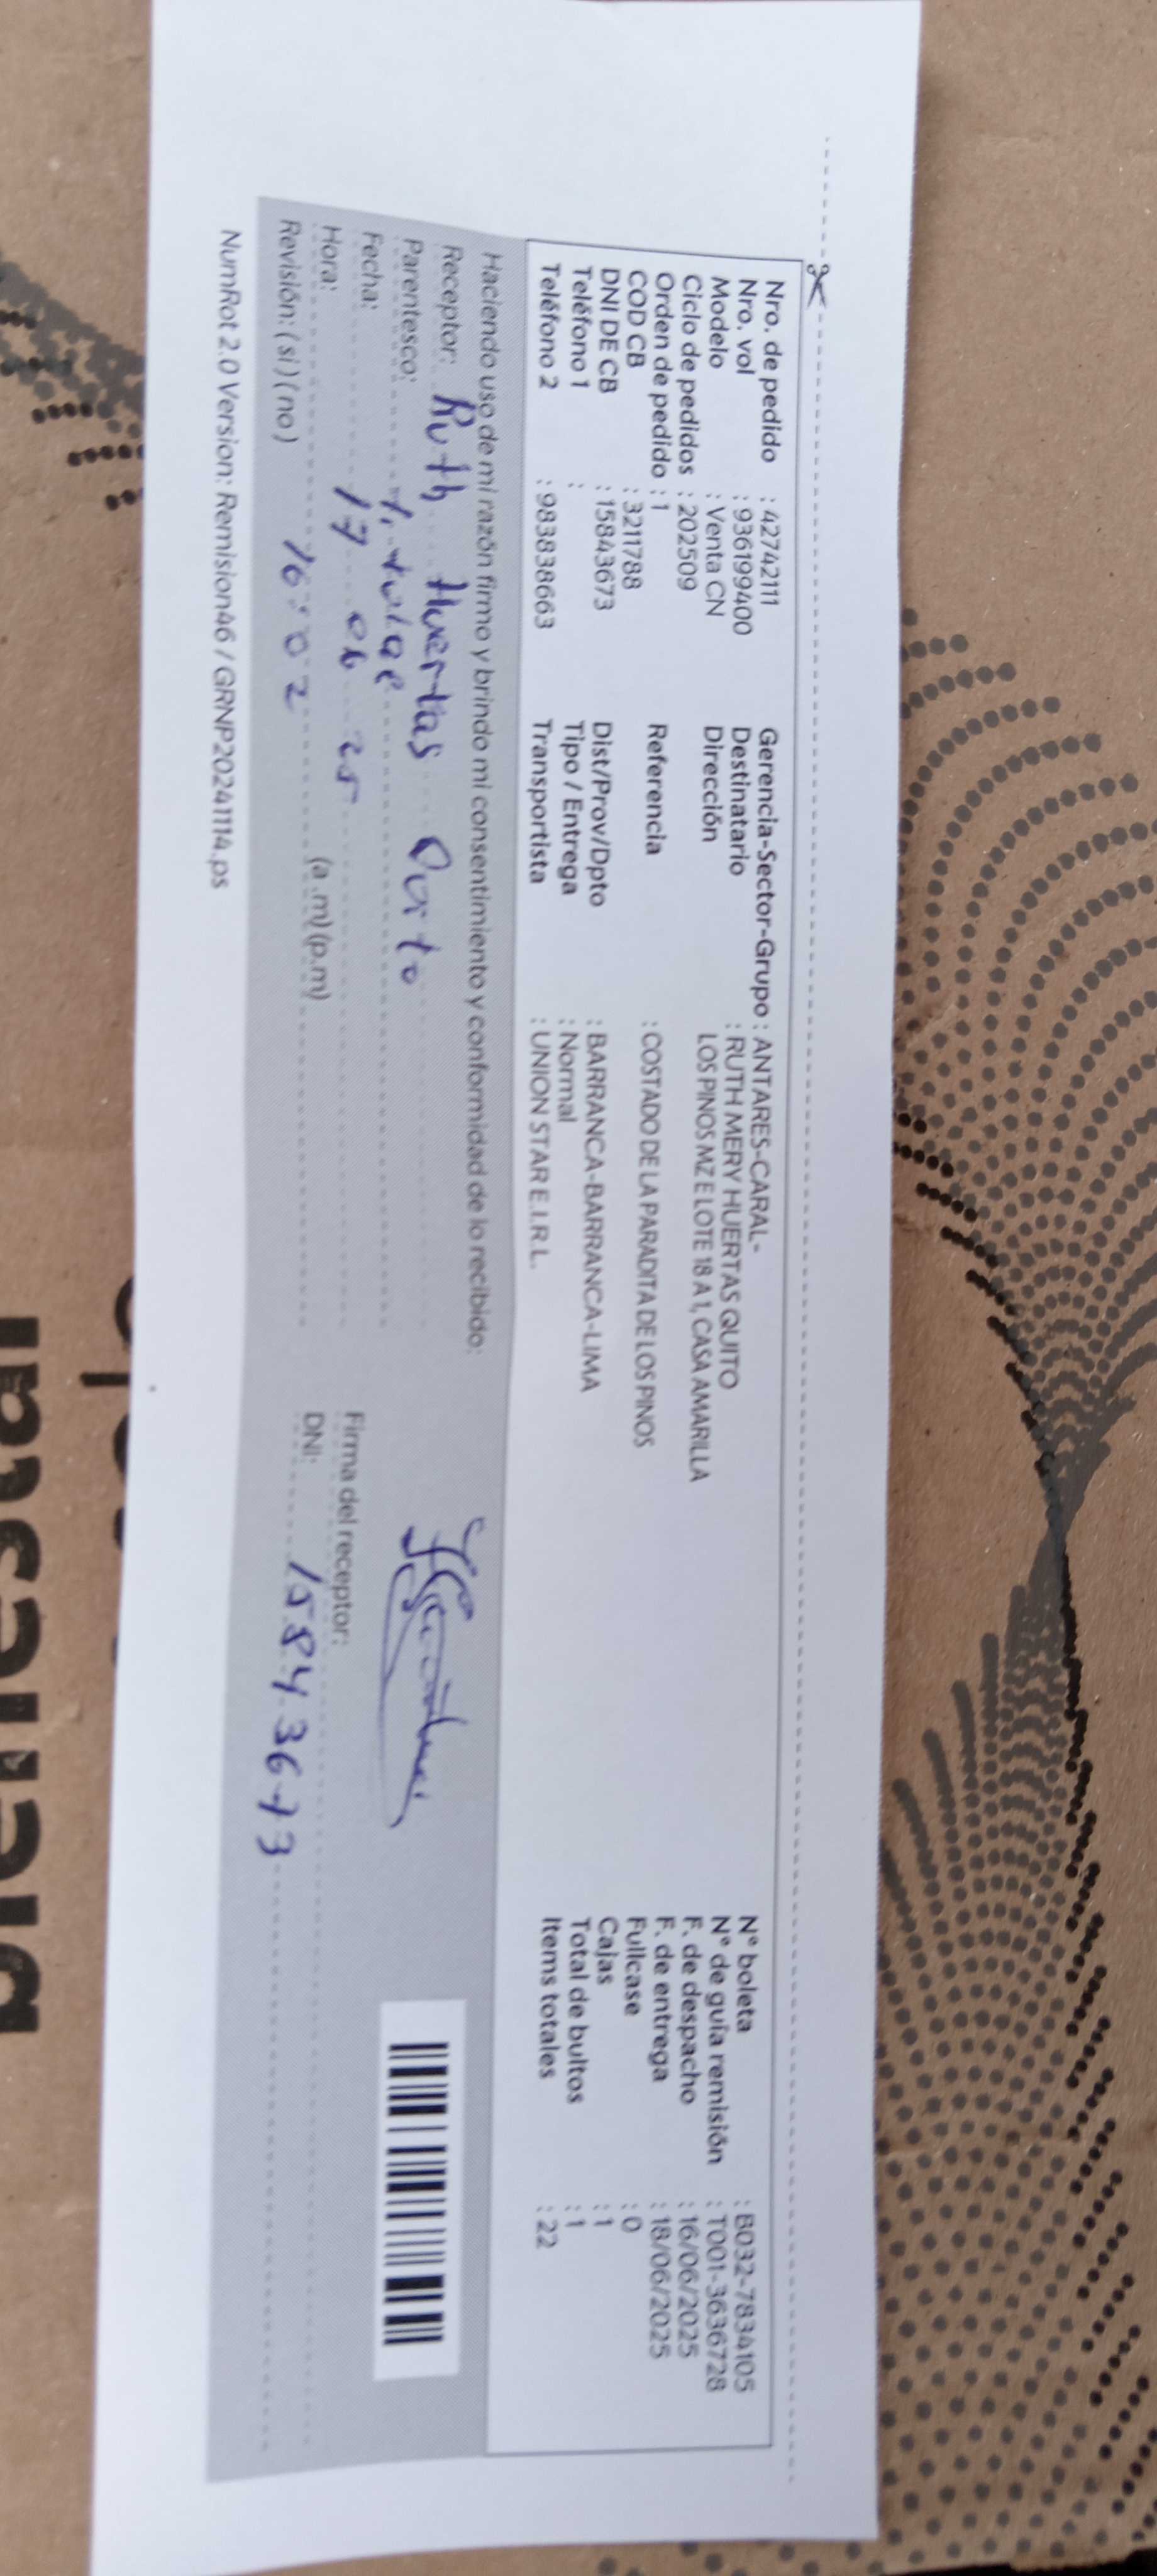 Nro. de pedido : 42742111
Nro. vol : 936199400
Modelo : Venta CN
Ciclo de pedidos : 202509
Orden de pedido : 1
COD CB : 3211788
DNI DE CB : 15843673
Teléfono 1 :
Teléfono 2 : 983838663
Gerencia-Sector-Grupo : ANTARES-CARAL-
Destinatario : RUTH MERY HUERTAS QUITO
Dirección LOS PINOS MZ E LOTE 18 A 1, CASA AMARILLA
Referencia : COSTADO DE LA PARADITA DE LOS PINOS
Dist/Prov/Dpto : BARRANCA-BARRANCA-LIMA
Tipo / Entrega : Normal
Transportista : UNION STAR E.I.R.L.
N° boleta : B032-7834105
N° de guía remisión : T001-3636728
F. de despacho : 16/06/2025
F. de entrega : 18/06/2025
Fullcase : 0
Cajas : 1
Total de bultos : 1
Items totales : 22
Haciendo uso de mi razón firmo y brindo mi consentimiento y conformidad de lo recibido:
Receptor: Ruth Huertas
Parentesco: titular
Fecha: 17 06 25
Hora: 16:02 (a.m) (p.m)
Revisión: (si) (no)
Firma del receptor:
DNI: 15843673
NumRot 2.0 Version: Remision46 / GRNP20241114.ps